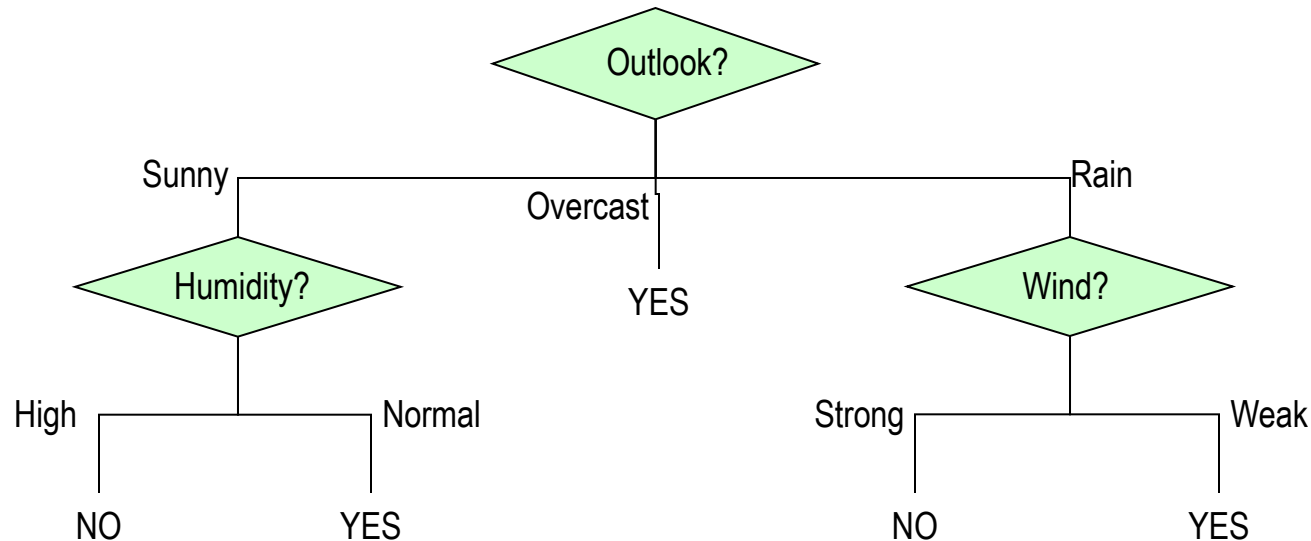 Outlook?
Sunny
Rain
Overcast
Humidity?
YES
Wind?
High
Normal
Strong
Weak
NO
YES
NO
YES